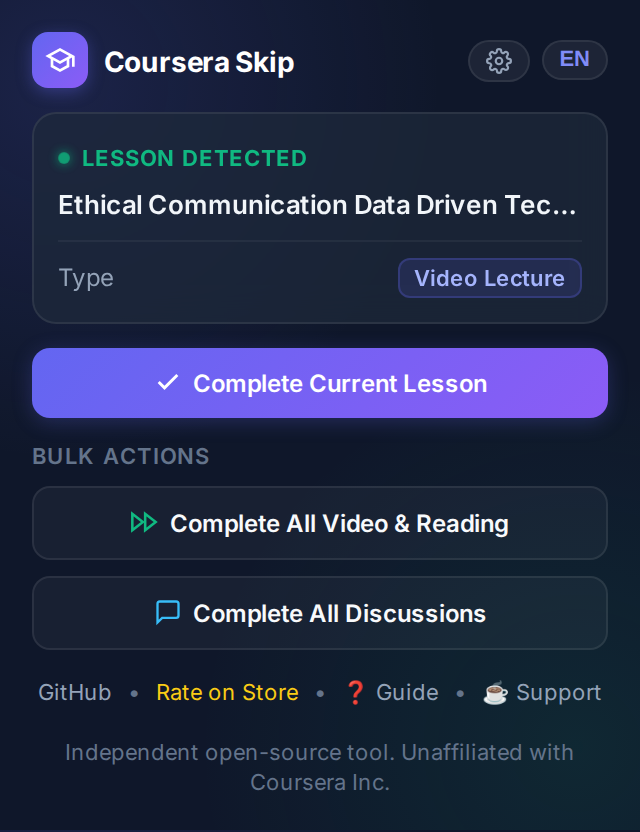 Coursera Skip
EN
LESSON DETECTED
Ethical Communication Data Driven Tec...
Type
Video Lecture
Complete Current Lesson
BULK ACTIONS
Complete All Video & Reading
Complete All Discussions
GitHub • Rate on Store • ❓ Guide • ☕ Support
Independent open-source tool. Unaffiliated with
Coursera Inc.